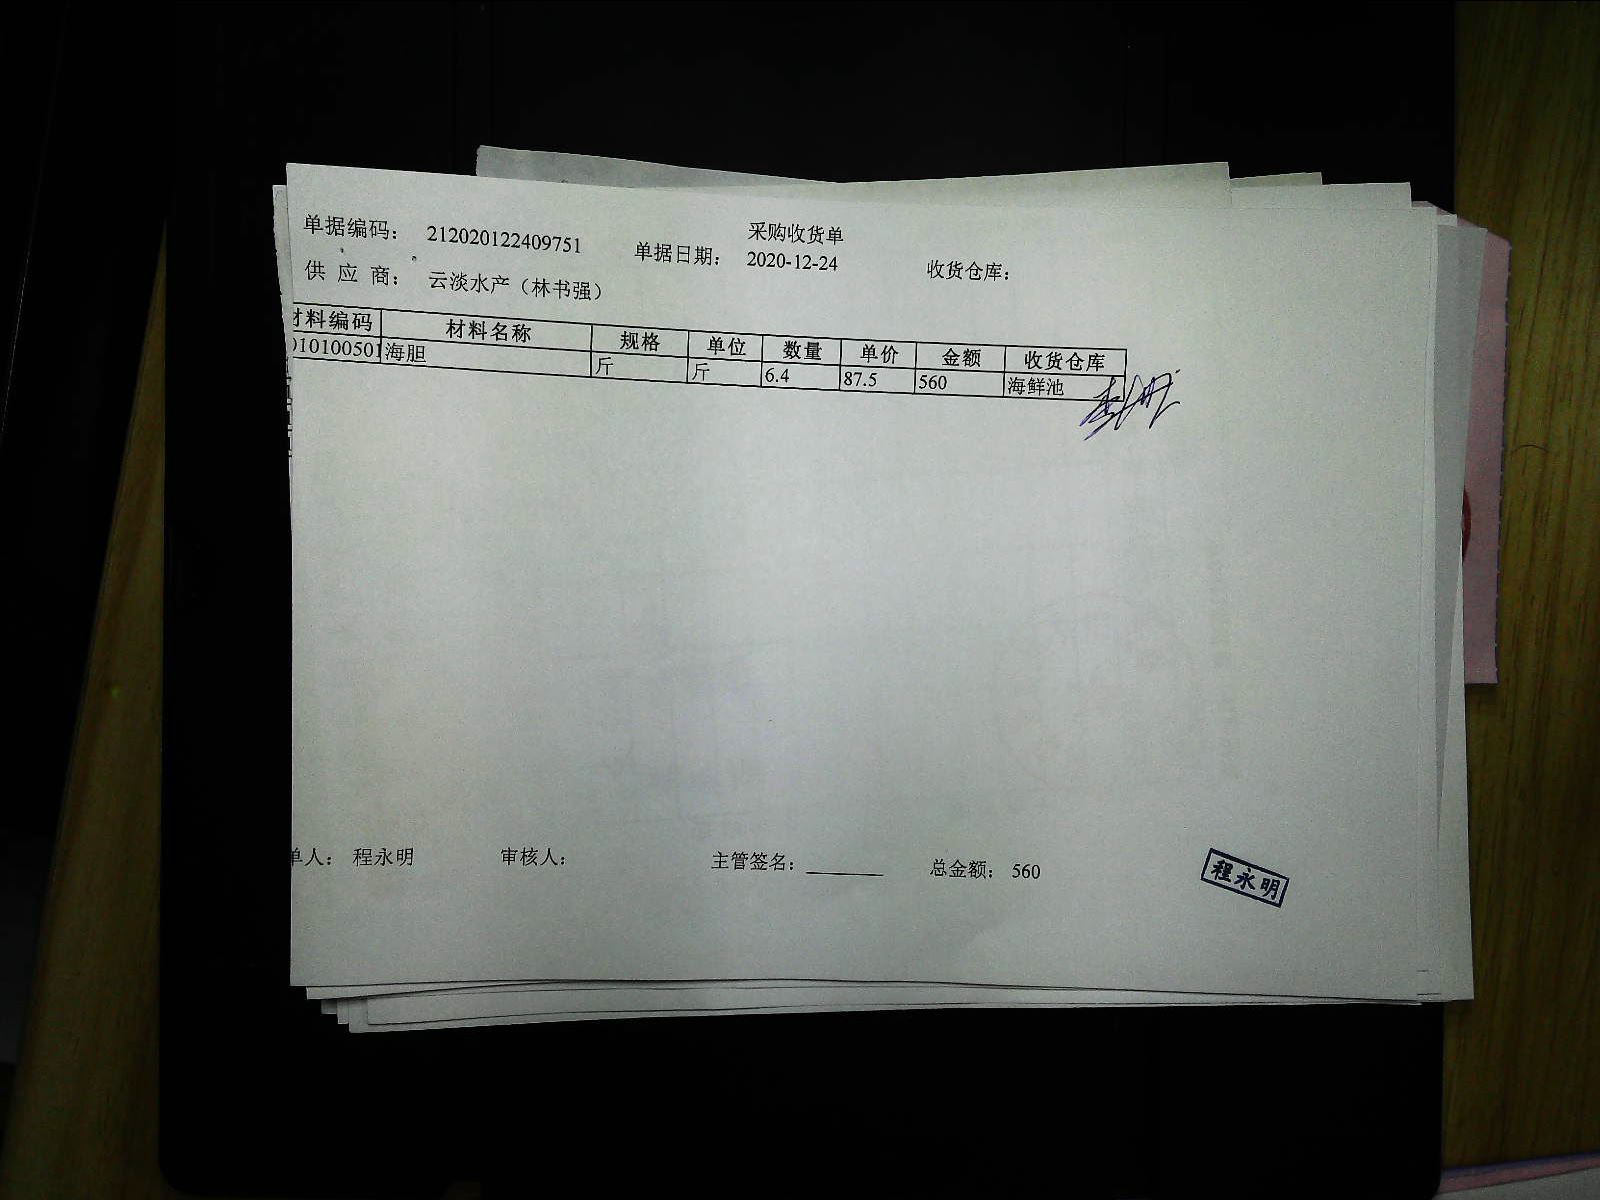 采购收货单
单据编码： 212020122409751 单据日期： 2020-12-24 收货仓库：
供 应 商： 云淡水产（林书强）
材料编码 材料名称 规格 单位 数量 单价 金额 收货仓库
010100501 海胆 斤 斤 6.4 87.5 560 海鲜池
单人： 程永明 审核人： 主管签名： 总金额： 560
程永明